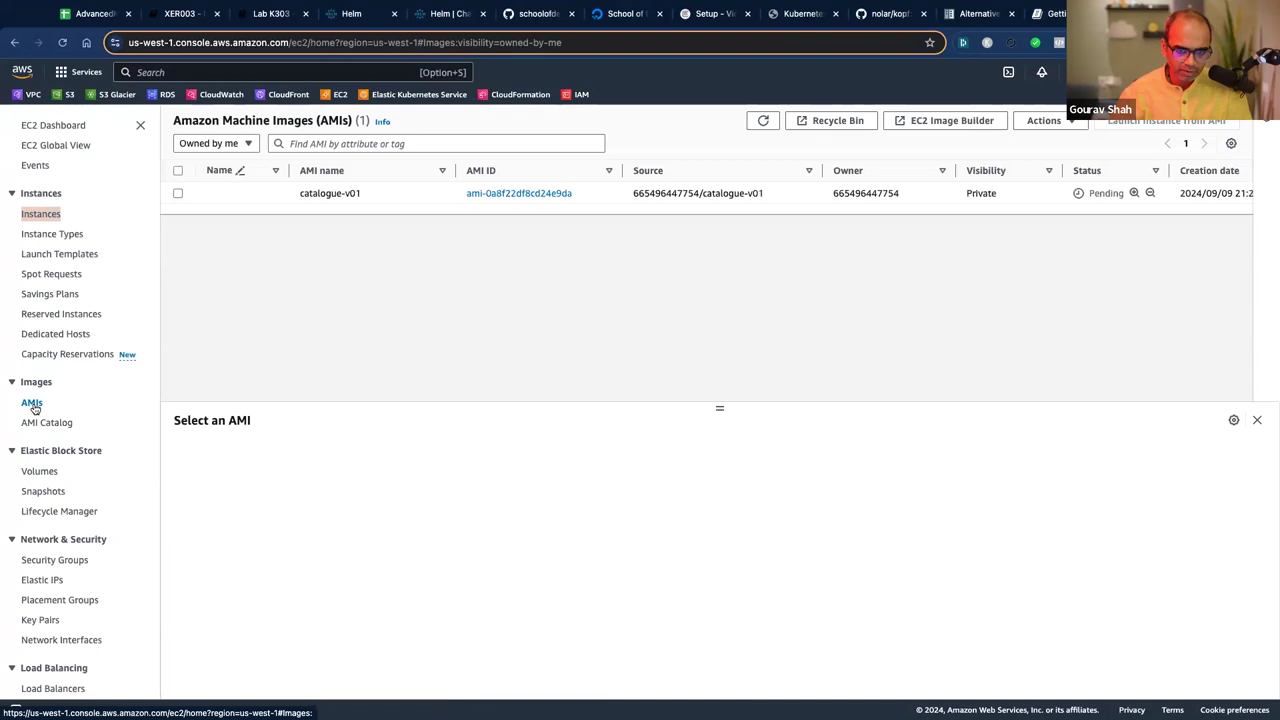 Advanced
XER003 -
Lab K303
Helm
Helm | Cha
schoolofde
School of
Setup - Vi
Kubernete
nolar/kopf
Alternative
Getti
us-west-1.console.aws.amazon.com/ec2/home?region=us-west-1#Images:visibility=owned-by-me
aws
Services
Search
[Option+S]
VPC
S3
S3 Glacier
RDS
CloudWatch
CloudFront
EC2
Elastic Kubernetes Service
CloudFormation
IAM
Gourav Shah
EC2 Dashboard
EC2 Global View
Events
Instances
Instances
Instance Types
Launch Templates
Spot Requests
Savings Plans
Reserved Instances
Dedicated Hosts
Capacity Reservations New
Images
AMIs
AMI Catalog
Elastic Block Store
Volumes
Snapshots
Lifecycle Manager
Network & Security
Security Groups
Elastic IPs
Placement Groups
Key Pairs
Network Interfaces
Load Balancing
Load Balancers
Amazon Machine Images (AMIs) (1) Info
Recycle Bin
EC2 Image Builder
Actions
Launch instance from AMI
Owned by me
Find AMI by attribute or tag
1
Name
AMI name
AMI ID
Source
Owner
Visibility
Status
Creation date
catalogue-v01
ami-0a8f22df8cd24e9da
665496447754/catalogue-v01
665496447754
Private
Pending
2024/09/09 21:2
Select an AMI
https://us-west-1.console.aws.amazon.com/ec2/home?region=us-west-1#Images:
© 2024, Amazon Web Services, Inc. or its affiliates.
Privacy
Terms
Cookie preferences